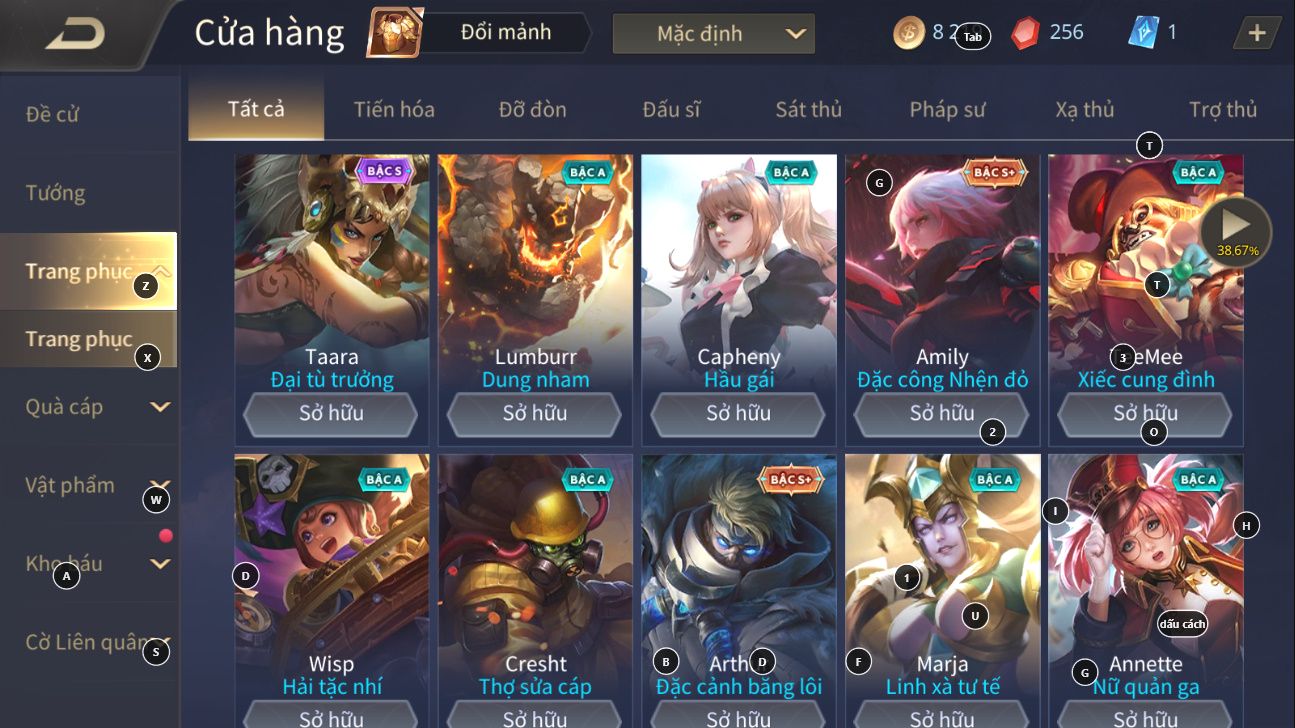 Cửa hàng
Đổi mảnh
Mặc định
8 2
Tab
256
1
+
Đề cử
Tướng
Trang phục
Z
Trang phục
X
Quà cáp
Vật phẩm
W
Kho báu
A
Cờ Liên quân
S
Tất cả
Tiến hóa
Đỡ đòn
Đấu sĩ
Sát thủ
Pháp sư
Xạ thủ
Trợ thủ
BẬC S
Taara
Đại tù trưởng
Sở hữu
BẬC A
Lumburr
Dung nham
Sở hữu
BẬC A
Capheny
Hầu gái
Sở hữu
G
BẬC S+
Amily
Đặc công Nhện đỏ
Sở hữu
2
T
BẬC A
38,67%
T
3
eMee
Xiếc cung đình
Sở hữu
O
BẬC A
D
Wisp
Hải tặc nhí
Sở hữu
BẬC A
Cresht
Thợ sửa cáp
Sở hữu
BẬC S+
B
Arth
D
Đặc cảnh băng lôi
Sở hữu
BẬC A
1
U
F
Marja
Linh xà tư tế
Sở hữu
BẬC A
I
H
dấu cách
G
Annette
Nữ quản ga
Sở hữu